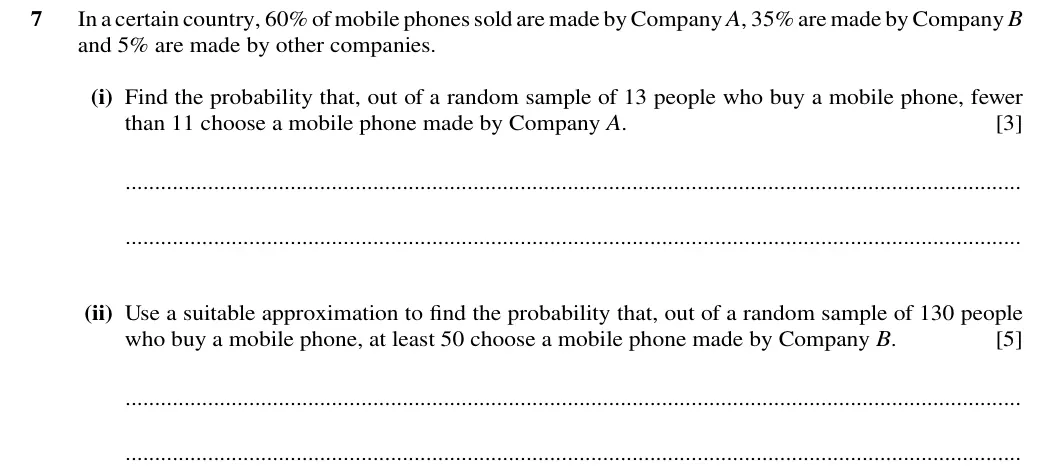 7 In a certain country, 60% of mobile phones sold are made by Company A, 35% are made by Company B
and 5% are made by other companies.
(i) Find the probability that, out of a random sample of 13 people who buy a mobile phone, fewer
than 11 choose a mobile phone made by Company A. [3]
(ii) Use a suitable approximation to find the probability that, out of a random sample of 130 people
who buy a mobile phone, at least 50 choose a mobile phone made by Company B. [5]